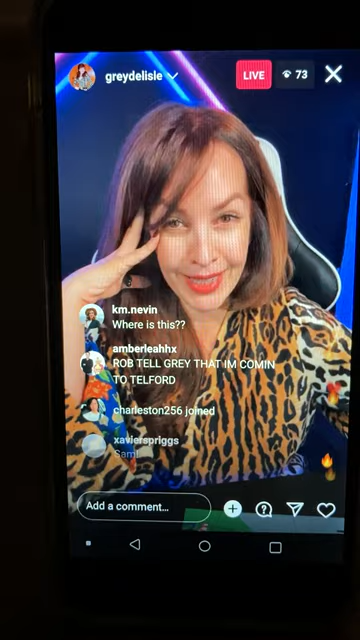 greydelisle
LIVE
73
km.nevin
Where is this??
amberleahhx
ROB TELL GREY THAT IM COMIN
TO TELFORD
charleston256 joined
xavierspriggs
Sam!
Add a comment...